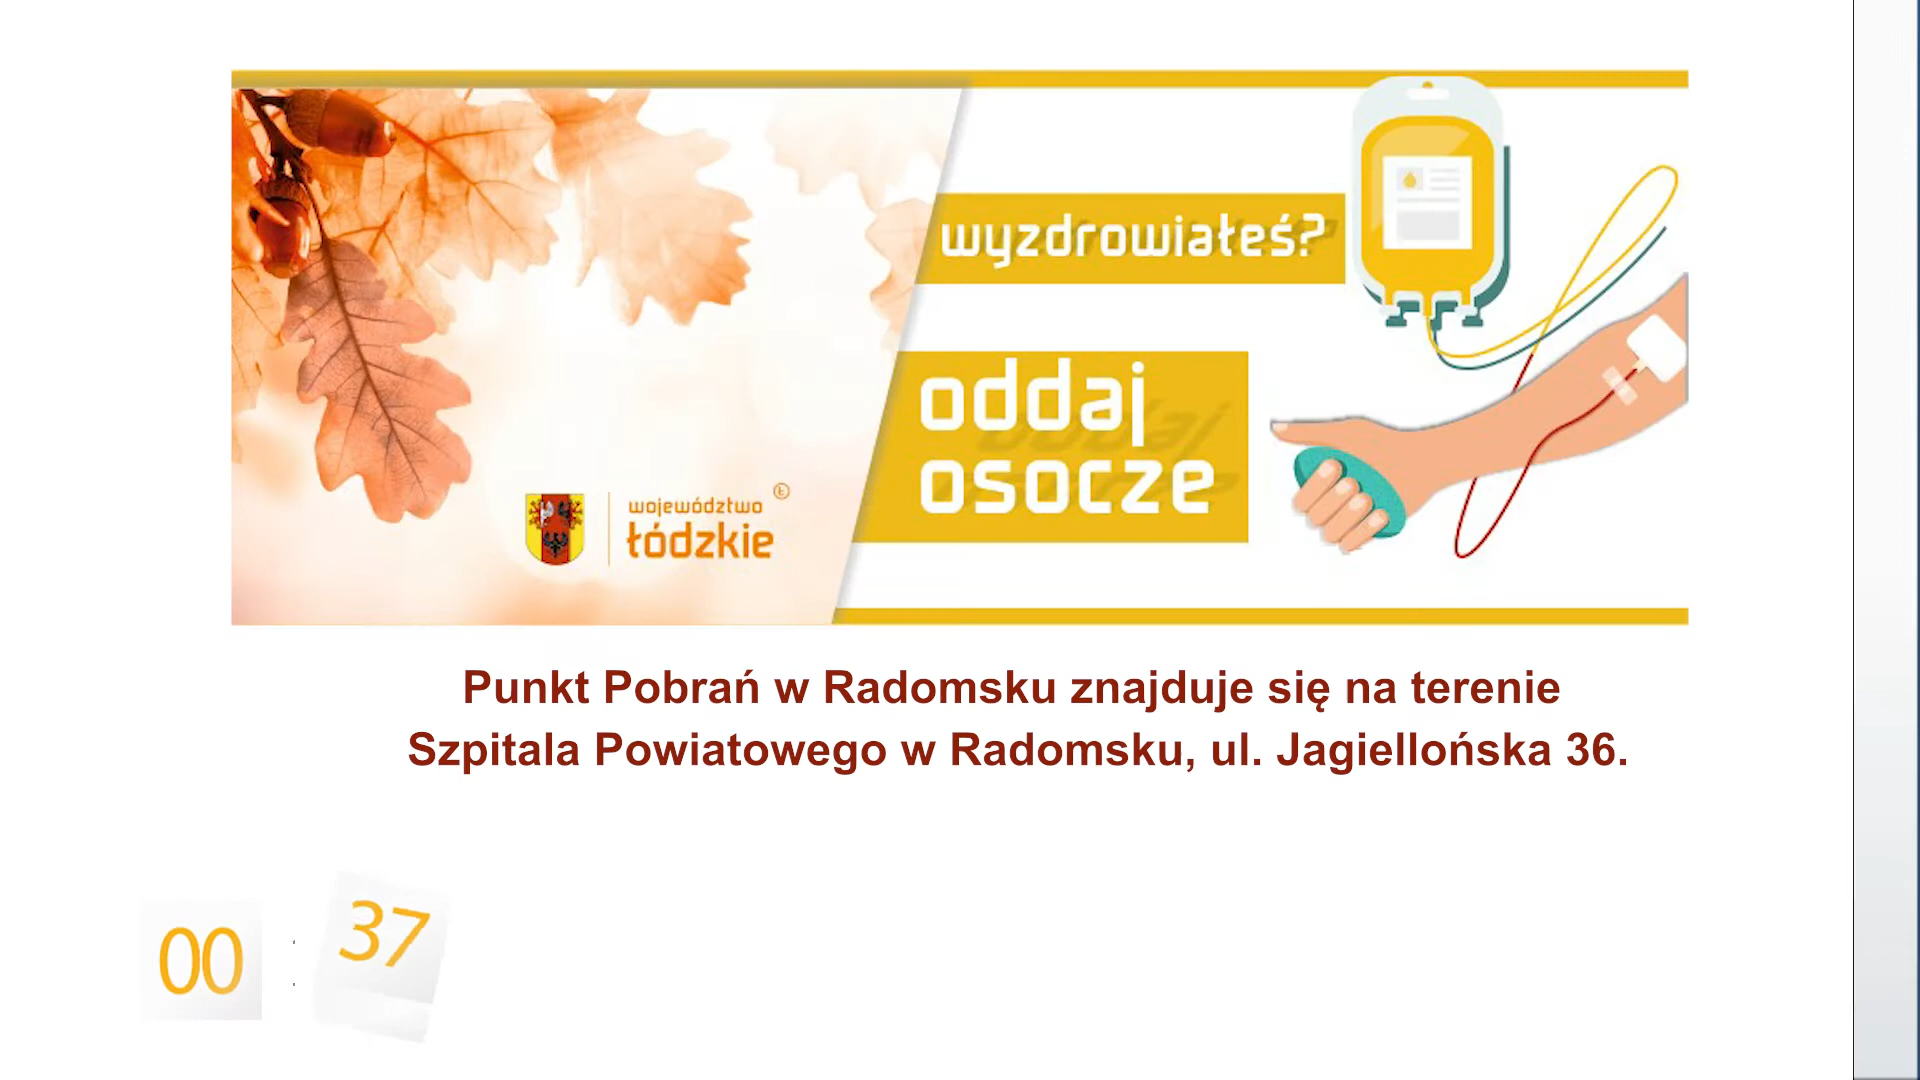 wyzdrowiałeś?
oddaj
osocze
województwo
łódzkie
Punkt Pobrań w Radomsku znajduje się na terenie
Szpitala Powiatowego w Radomsku, ul. Jagiellońska 36.
00 : 37